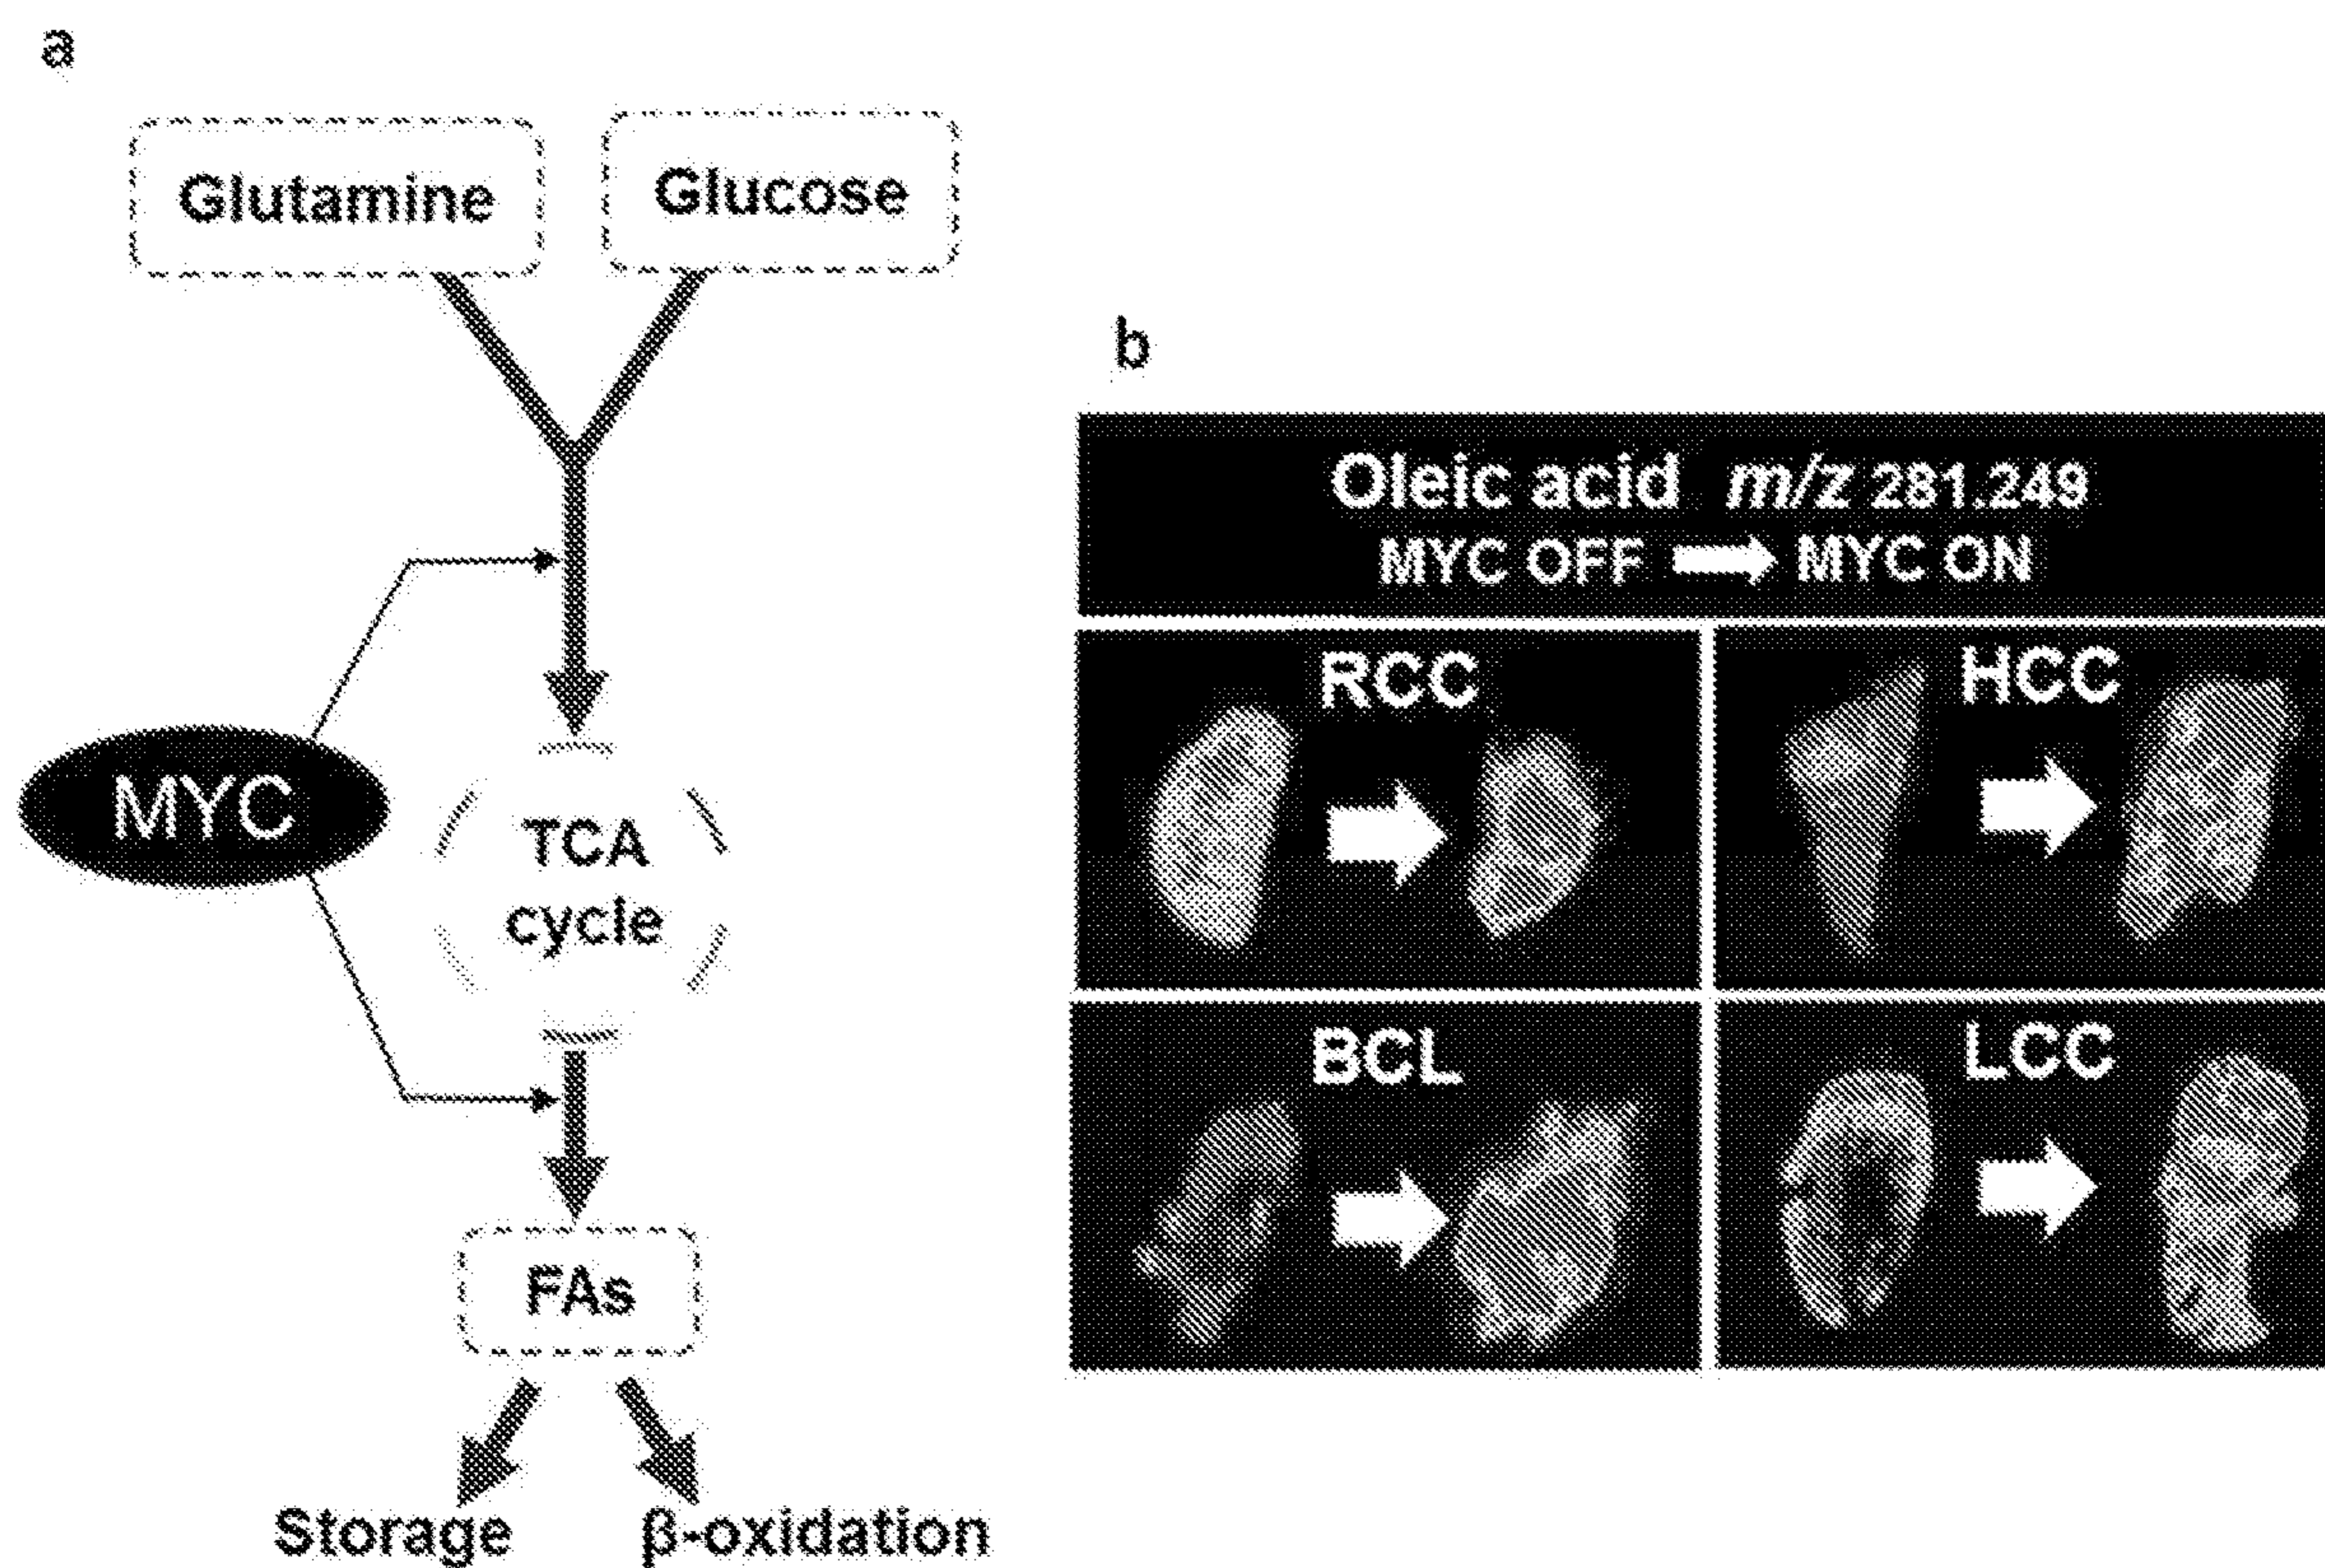 a
Glutamine
Glucose
MYC
TCA
cycle
FAs
Storage
β-oxidation
b
Oleic acid m/z 281.249
MYC OFF MYC ON
RCC
HCC
BCL
LCC